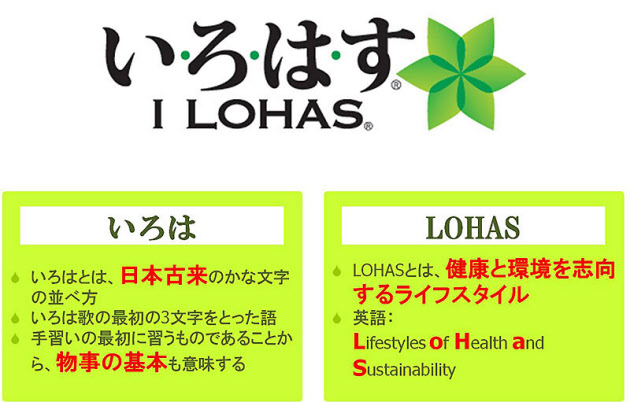 い・ろ・は・す®
I LOHAS®
いろは
いろはとは、日本古来のかな文字
の並べ方
いろは歌の最初の3文字をとった語
手習いの最初に習うものであることか
ら、物事の基本も意味する
LOHAS
LOHASとは、健康と環境を志向
するライフスタイル
英語：
Lifestyles of Health and
Sustainability